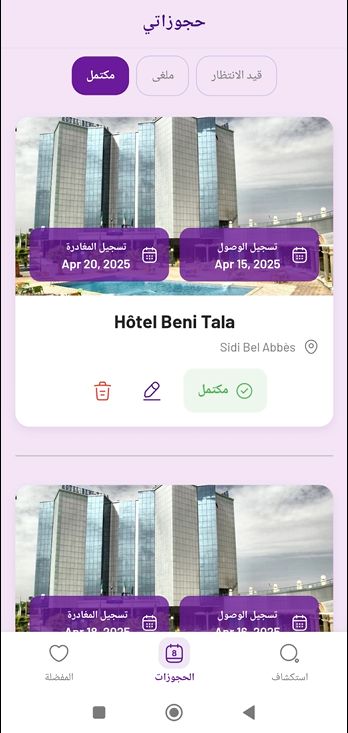 حجوزاتي
قيد الانتظار
ملغى
مكتمل
تسجيل الوصول
Apr 15, 2025
تسجيل المغادرة
Apr 20, 2025
Hôtel Beni Tala
Sidi Bel Abbès
مكتمل
تسجيل الوصول
Apr 16, 2025
تسجيل المغادرة
Apr 18, 2025
استكشاف
8
الحجوزات
المفضلة